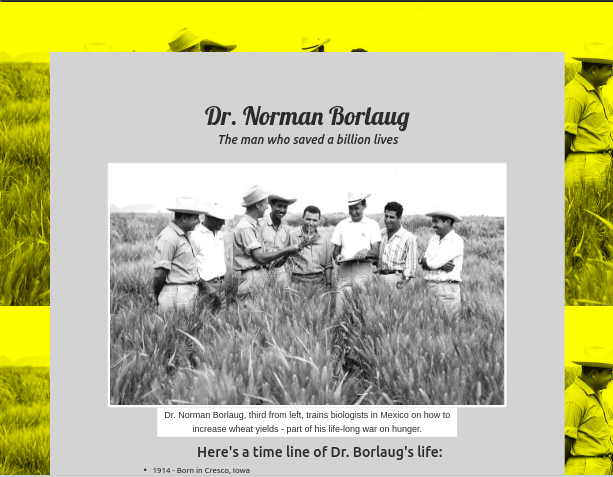 Dr. Norman Borlaug
The man who saved a billion lives
Dr. Norman Borlaug, third from left, trains biologists in Mexico on how to
increase wheat yields - part of his life-long war on hunger.
Here's a time line of Dr. Borlaug's life:
• 1914 - Born in Cresco, Iowa